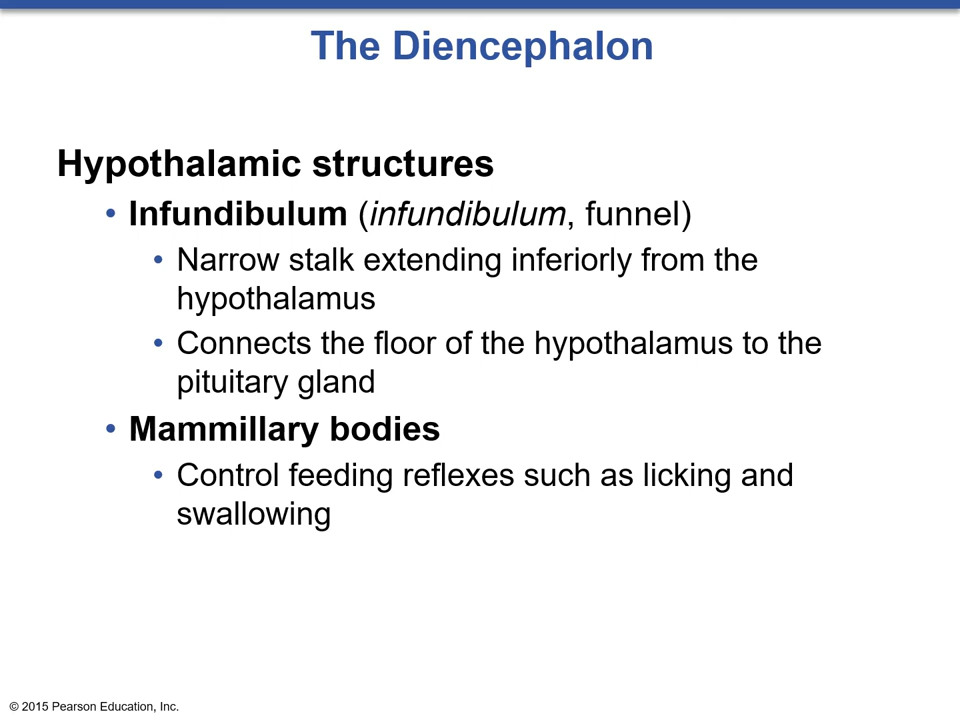 The Diencephalon
Hypothalamic structures
• Infundibulum (infundibulum, funnel)
• Narrow stalk extending inferiorly from the
hypothalamus
• Connects the floor of the hypothalamus to the
pituitary gland
• Mammillary bodies
• Control feeding reflexes such as licking and
swallowing
© 2015 Pearson Education, Inc.